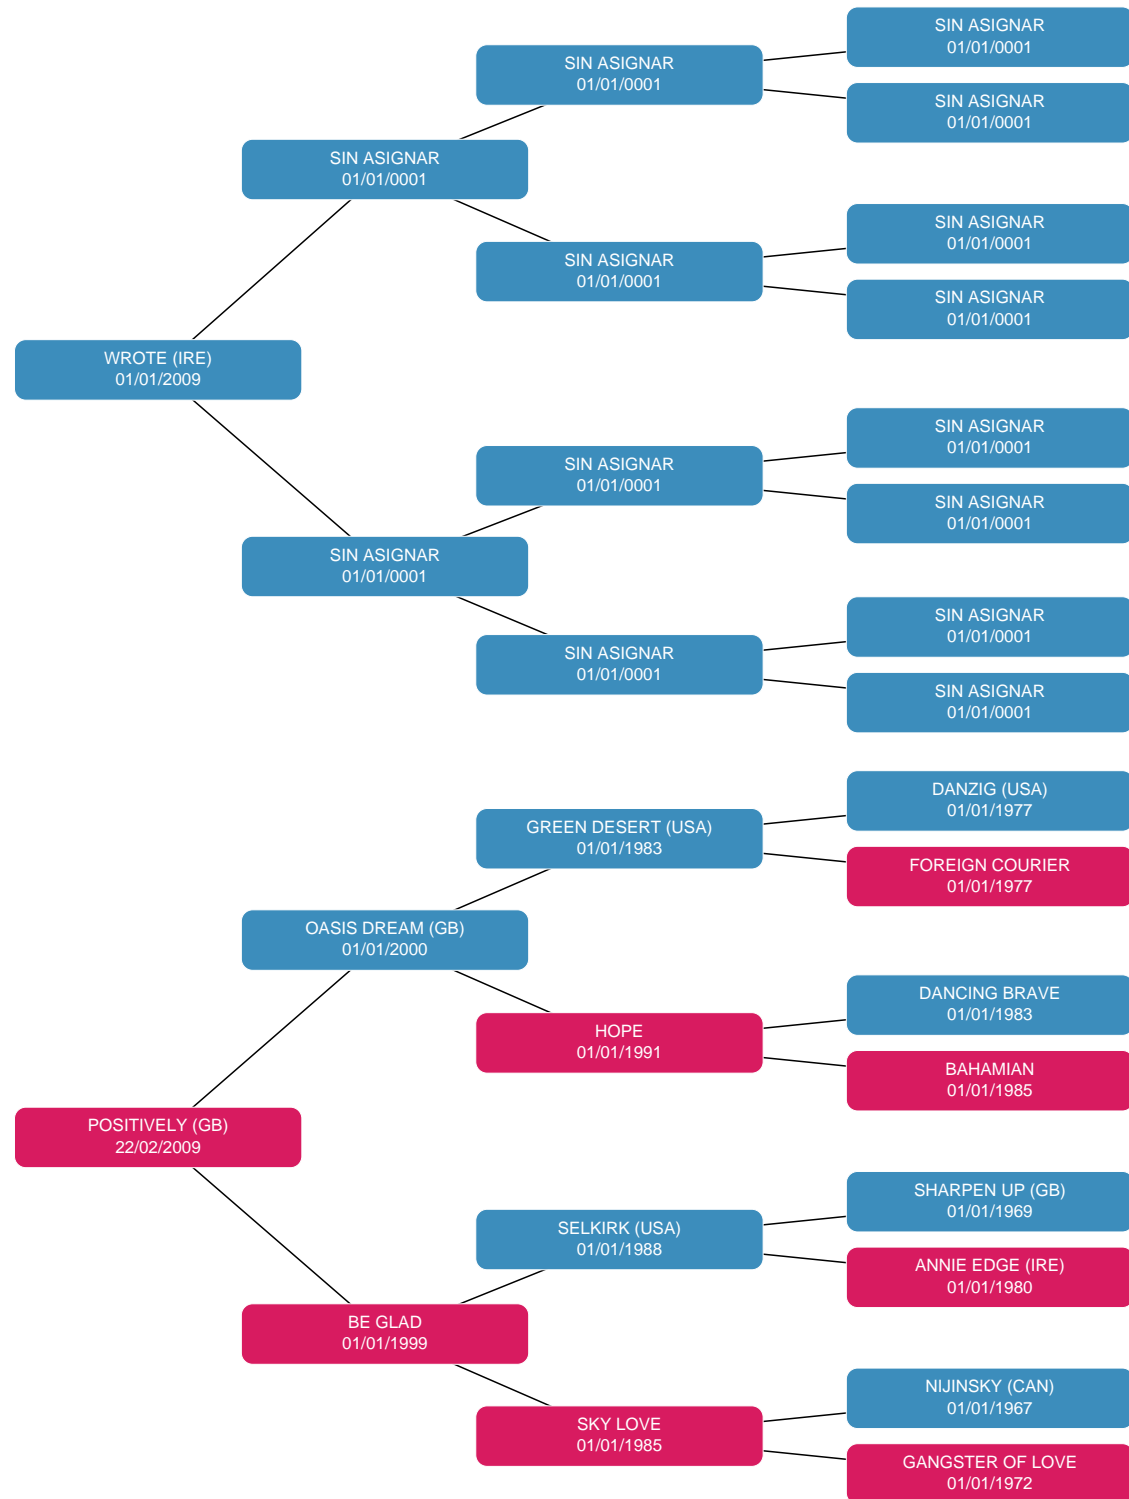 SIN ASIGNAR
01/01/0001
SIN ASIGNAR
01/01/0001
SIN ASIGNAR
01/01/0001
SIN ASIGNAR
01/01/0001
SIN ASIGNAR
01/01/0001
SIN ASIGNAR
01/01/0001
SIN ASIGNAR
01/01/0001
WROTE (IRE)
01/01/2009
SIN ASIGNAR
01/01/0001
SIN ASIGNAR
01/01/0001
SIN ASIGNAR
01/01/0001
SIN ASIGNAR
01/01/0001
SIN ASIGNAR
01/01/0001
SIN ASIGNAR
01/01/0001
SIN ASIGNAR
01/01/0001
DANZIG (USA)
01/01/1977
GREEN DESERT (USA)
01/01/1983
FOREIGN COURIER
01/01/1977
OASIS DREAM (GB)
01/01/2000
DANCING BRAVE
01/01/1983
HOPE
01/01/1991
BAHAMIAN
01/01/1985
POSITIVELY (GB)
22/02/2009
SHARPEN UP (GB)
01/01/1969
SELKIRK (USA)
01/01/1988
ANNIE EDGE (IRE)
01/01/1980
BE GLAD
01/01/1999
NIJINSKY (CAN)
01/01/1967
SKY LOVE
01/01/1985
GANGSTER OF LOVE
01/01/1972